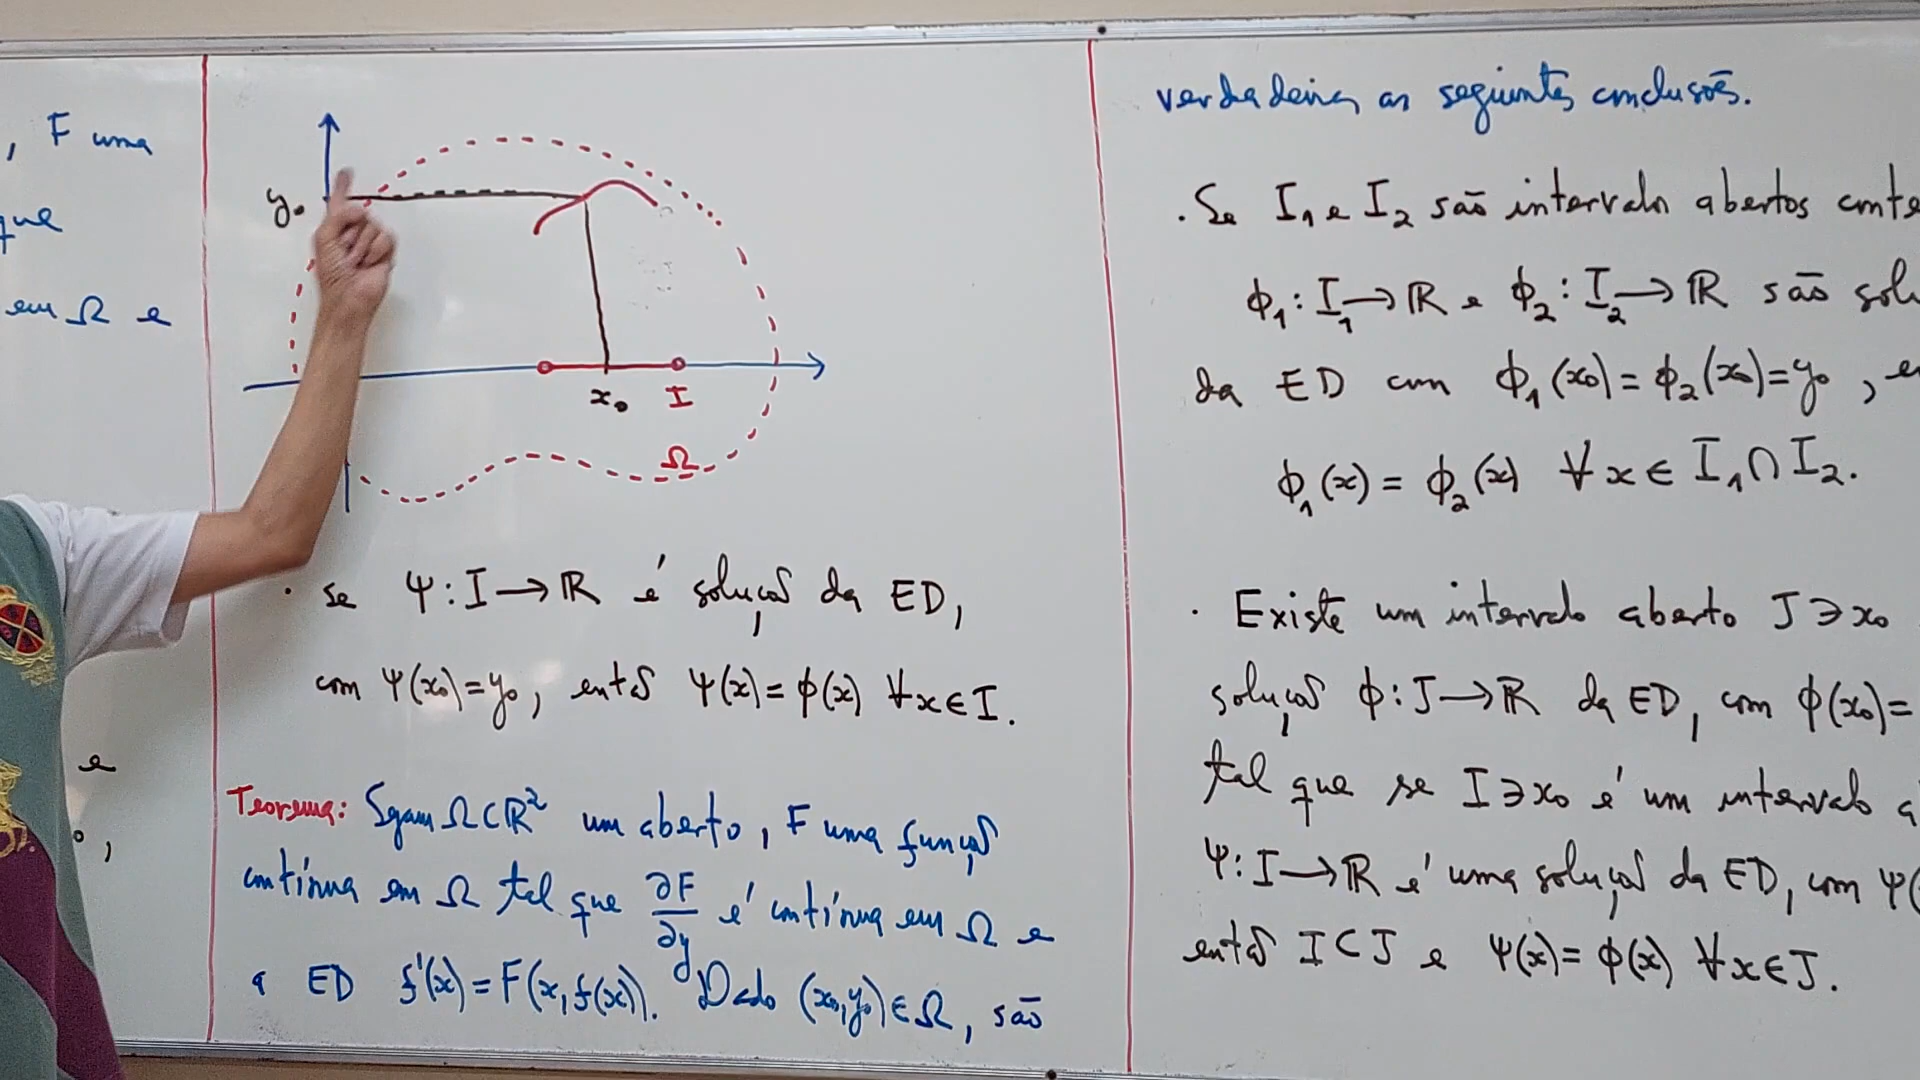 , F uma
que
em Ω e
e
o,
y₀
x₀ I
Ω
· se ψ: I → ℝ é solução da ED,
com ψ(x₀)=y₀, então ψ(x)=ϕ(x) ∀x∈I.
Teorema: Sejam Ω⊂ℝ² um aberto, F uma função
contínua em Ω tal que ∂F/∂y é contínua em Ω e
a ED f'(x)=F(x,f(x)). Dado (x₀,y₀)∈Ω, são
verdadeiras as seguintes conclusões.
· Se I₁ e I₂ são intervalos abertos conte
ϕ₁: I₁ → ℝ e ϕ₂: I₂ → ℝ são solu
da ED com ϕ₁(x₀)=ϕ₂(x₀)=y₀, e
ϕ₁(x) = ϕ₂(x) ∀x∈ I₁∩I₂.
· Existe um intervalo aberto J∋x₀
solução ϕ: J → ℝ da ED, com ϕ(x₀)=
tal que se I∋x₀ é um intervalo a
ψ: I → ℝ é uma solução da ED, com ψ(
então I⊂J e ψ(x)= ϕ(x) ∀x∈J.